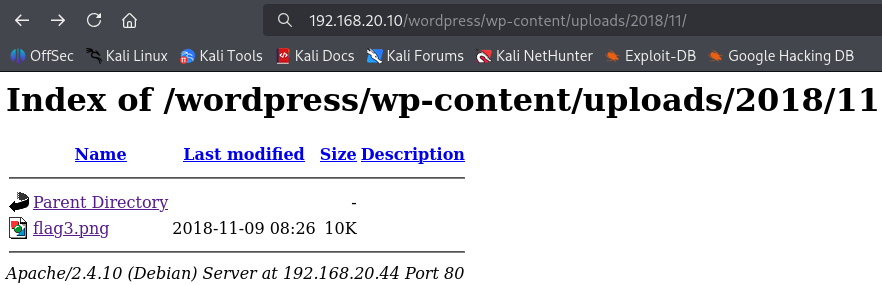 192.168.20.10/wordpress/wp-content/uploads/2018/11/
OffSec Kali Linux Kali Tools Kali Docs Kali Forums Kali NetHunter Exploit-DB Google Hacking DB
Index of /wordpress/wp-content/uploads/2018/11
Name Last modified Size Description
Parent Directory -
flag3.png 2018-11-09 08:26 10K
Apache/2.4.10 (Debian) Server at 192.168.20.44 Port 80